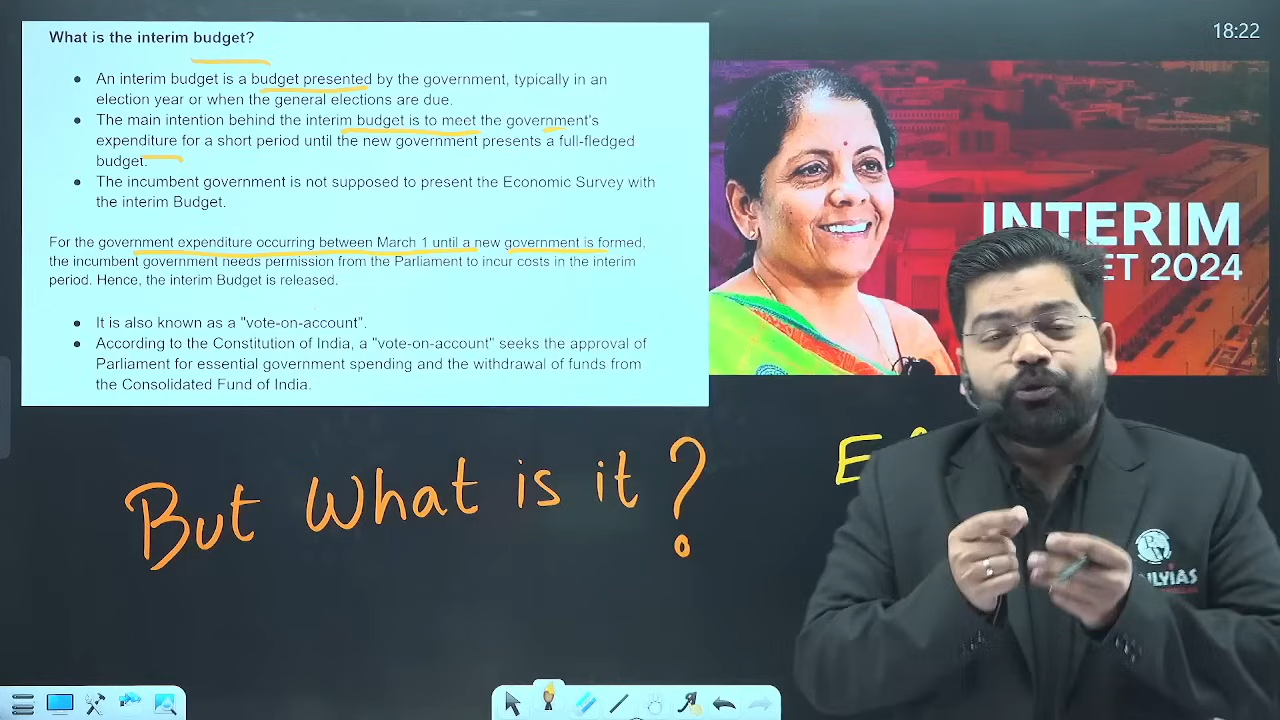 What is the interim budget?
● An interim budget is a budget presented by the government, typically in an
election year or when the general elections are due.
● The main intention behind the interim budget is to meet the government's
expenditure for a short period until the new government presents a full-fledged
budget.
● The incumbent government is not supposed to present the Economic Survey with
the interim Budget.
For the government expenditure occurring between March 1 until a new government is formed,
the incumbent government needs permission from the Parliament to incur costs in the interim
period. Hence, the interim Budget is released.
● It is also known as a "vote-on-account".
● According to the Constitution of India, a "vote-on-account" seeks the approval of
Parliament for essential government spending and the withdrawal of funds from
the Consolidated Fund of India.
18:22
INTERIM
ET 2024
But What is it?